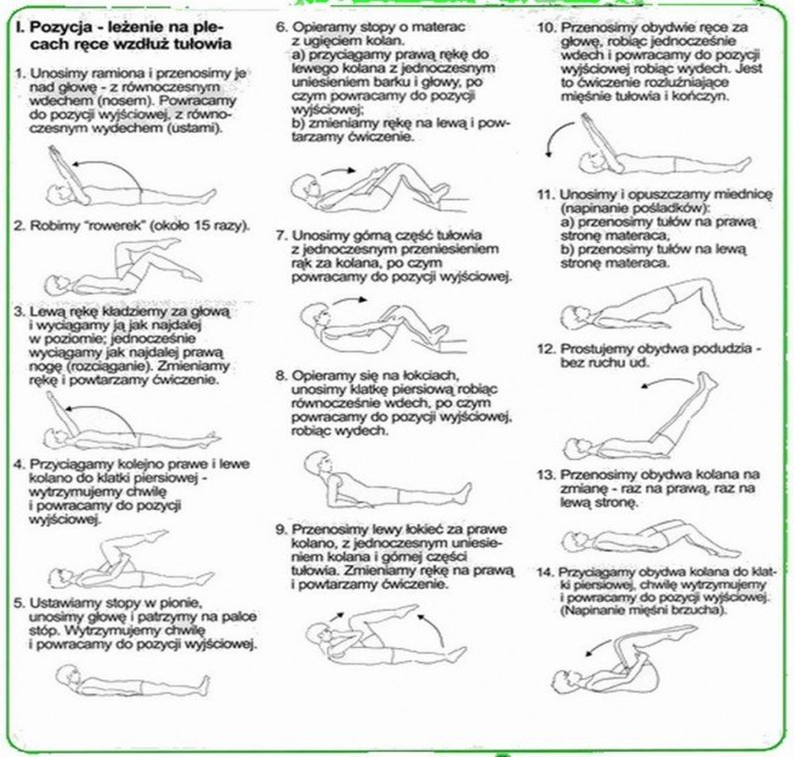 I. Pozycja - leżenie na ple-
cach ręce wzdłuż tułowia
1. Unosimy ramiona i przenosimy je
nad głowę - z równoczesnym
wdechem (nosem). Powracamy
do pozycji wyjściowej, z równo-
czesnym wydechem (ustami).
2. Robimy "rowerek" (około 15 razy).
3. Lewą rękę kładziemy za głową
i wyciągamy ją jak najdalej
w poziomie; jednocześnie
wyciągamy jak najdalej prawą
nogę (rozciąganie). Zmieniamy
rękę i powtarzamy ćwiczenie.
4. Przyciągamy kolejno prawe i lewe
kolano do klatki piersiowej -
wytrzymujemy chwilę
i powracamy do pozycji
wyjściowej.
5. Ustawiamy stopy w pionie,
unosimy głowę i patrzymy na palce
stóp. Wytrzymujemy chwilę
i powracamy do pozycji wyjściowej.
6. Opieramy stopy o materac
z ugięciem kolan.
a) przyciągamy prawą rękę do
lewego kolana z jednoczesnym
uniesieniem barku i głowy, po
czym powracamy do pozycji
wyjściowej;
b) zmieniamy rękę na lewą i pow-
tarzamy ćwiczenie.
7. Unosimy górną część tułowia
z jednoczesnym przeniesieniem
rąk za kolana, po czym
powracamy do pozycji wyjściowej.
8. Opieramy się na łokciach,
unosimy klatkę piersiową robiąc
równocześnie wdech, po czym
powracamy do pozycji wyjściowej,
robiąc wydech.
9. Przenosimy lewy łokieć za prawe
kolano, z jednoczesnym uniesie-
niem kolana i górnej części
tułowia. Zmieniamy rękę na prawą
i powtarzamy ćwiczenie.
10. Przenosimy obydwie ręce za
głowę, robiąc jednocześnie
wdech i powracamy do pozycji
wyjściowej robiąc wydech. Jest
to ćwiczenie rozluźniające
mięśnie tułowia i kończyn.
11. Unosimy i opuszczamy miednicę
(napinanie pośladków):
a) przenosimy tułów na prawą
stronę materaca,
b) przenosimy tułów na lewą
stronę materaca.
12. Prostujemy obydwa podudzia -
bez ruchu ud.
13. Przenosimy obydwa kolana na
zmianę - raz na prawą, raz na
lewą stronę.
14. Przyciągamy obydwa kolana do klat-
ki piersiowej, chwilę wytrzymujemy
i powracamy do pozycji wyjściowej.
(Napinanie mięśni brzucha).